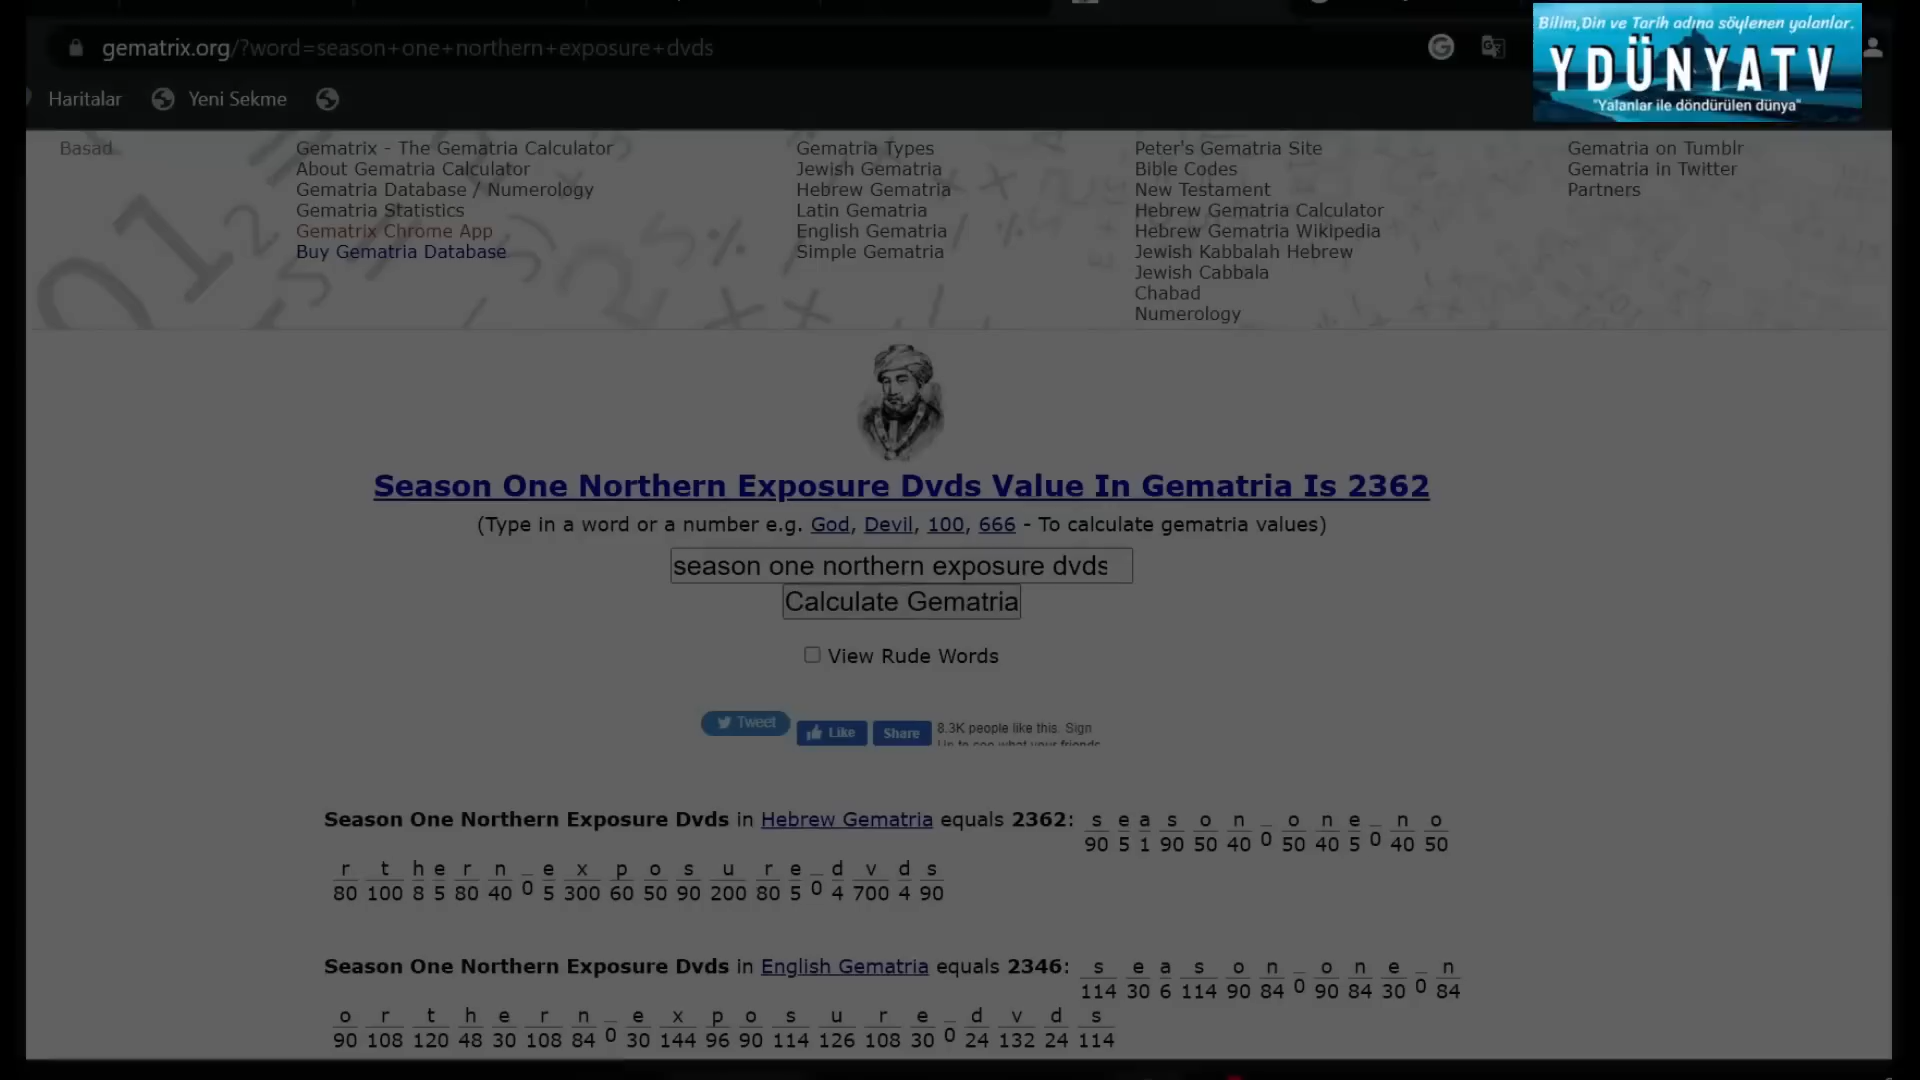 gematrix.org/?word=season+one+northern+exposure+dvds
Bilim,Din ve Tarih adına söylenen yalanlar.
YDÜNYATV
"Yalanlar ile döndürülen dünya"
Haritalar Yeni Sekme
Basad
Gematrix - The Gematria Calculator
About Gematria Calculator
Gematria Database / Numerology
Gematria Statistics
Gematrix Chrome App
Buy Gematria Database
Gematria Types
Jewish Gematria
Hebrew Gematria
Latin Gematria
English Gematria
Simple Gematria
Peter's Gematria Site
Bible Codes
New Testament
Hebrew Gematria Calculator
Hebrew Gematria Wikipedia
Jewish Kabbalah Hebrew
Jewish Cabbala
Chabad
Numerology
Gematria on Tumblr
Gematria in Twitter
Partners
Season One Northern Exposure Dvds Value In Gematria Is 2362
(Type in a word or a number e.g. God, Devil, 100, 666 - To calculate gematria values)
season one northern exposure dvds
Calculate Gematria
View Rude Words
Tweet Like Share 8.3K people like this. Sign
Up to see what your friends
Season One Northern Exposure Dvds in Hebrew Gematria equals 2362: s e a s o n _ o n e _ n o
90 5 1 90 50 40 0 50 40 5 0 40 50
r t h e r n _ e x p o s u r e _ d v d s
80 100 8 5 80 40 0 5 300 60 50 90 200 80 5 0 4 700 4 90
Season One Northern Exposure Dvds in English Gematria equals 2346: s e a s o n _ o n e _ n
114 30 6 114 90 84 0 90 84 30 0 84
o r t h e r n _ e x p o s u r e _ d v d s
90 108 120 48 30 108 84 0 30 144 96 90 114 126 108 30 0 24 132 24 114